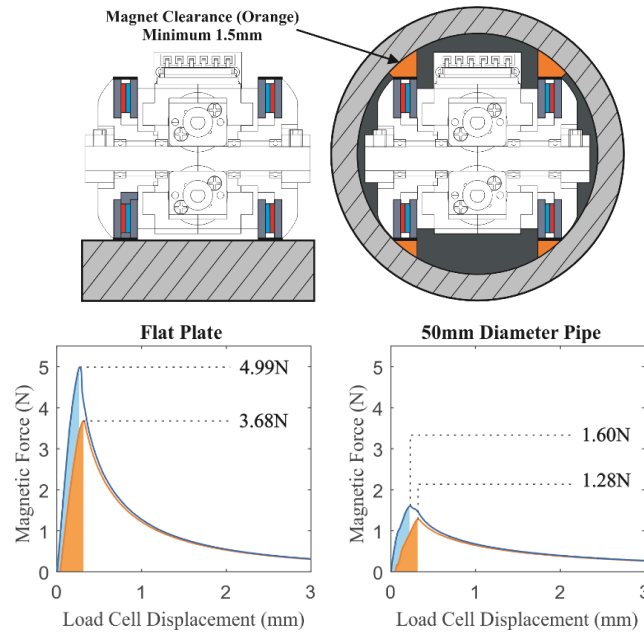 Magnet Clearance (Orange)
Minimum 1.5mm
Flat Plate
5
4
3
2
1
0
4.99N
3.68N
Magnetic Force (N)
0
1
2
3
Load Cell Displacement (mm)
50mm Diameter Pipe
5
4
3
2
1
0
1.60N
1.28N
Magnetic Force (N)
0
1
2
3
Load Cell Displacement (mm)